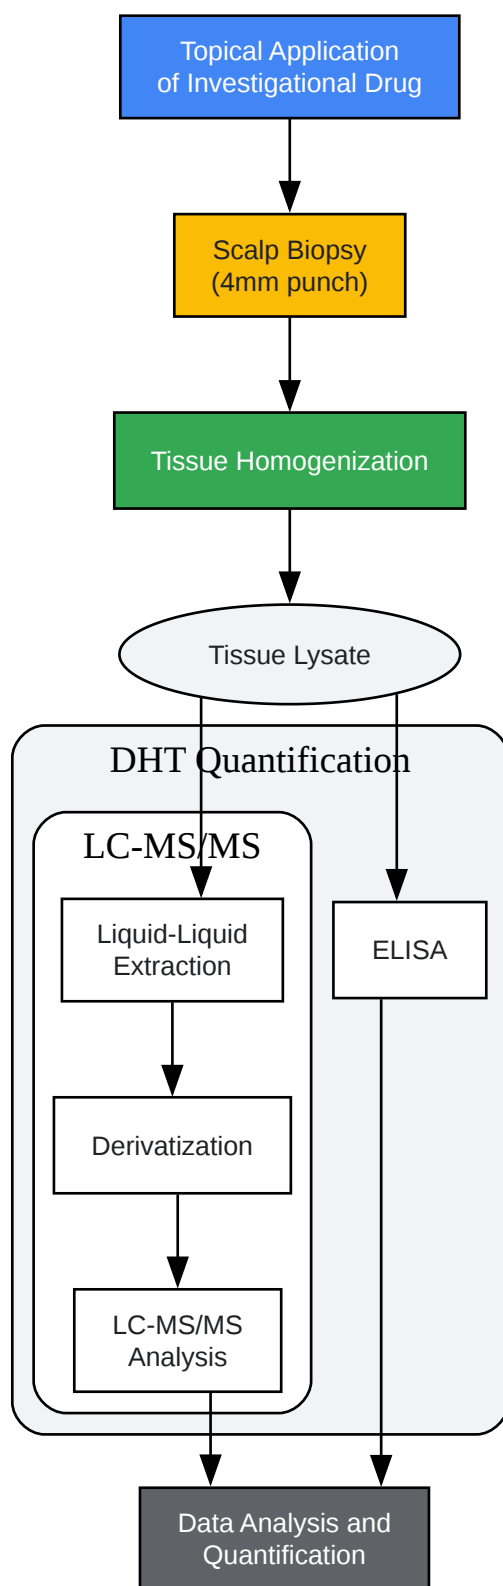 Topical Application
of Investigational Drug
Scalp Biopsy
(4mm punch)
Tissue Homogenization
Tissue Lysate
DHT Quantification
LC-MS/MS
Liquid-Liquid
Extraction
ELISA
Derivatization
LC-MS/MS
Analysis
Data Analysis and
Quantification